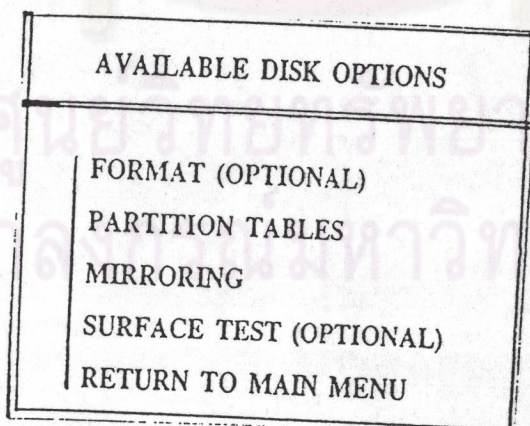 AVAILABLE DISK OPTIONS
FORMAT (OPTIONAL)
PARTITION TABLES
MIRRORING
SURFACE TEST (OPTIONAL)
RETURN TO MAIN MENU